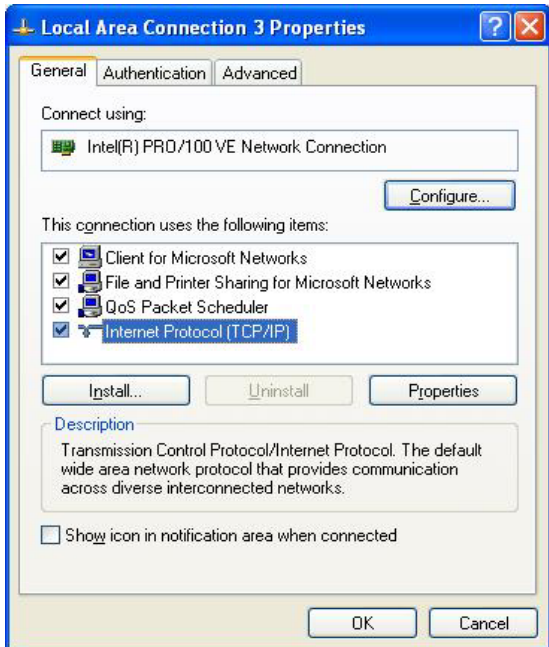 Local Area Connection 3 Properties
General Authentication Advanced
Connect using:
Intel(R) PRO/100 VE Network Connection
Configure...
This connection uses the following items:
Client for Microsoft Networks
File and Printer Sharing for Microsoft Networks
QoS Packet Scheduler
Internet Protocol (TCP/IP)
Install... Uninstall Properties
Description
Transmission Control Protocol/Internet Protocol. The default
wide area network protocol that provides communication
across diverse interconnected networks.
Show icon in notification area when connected
OK Cancel